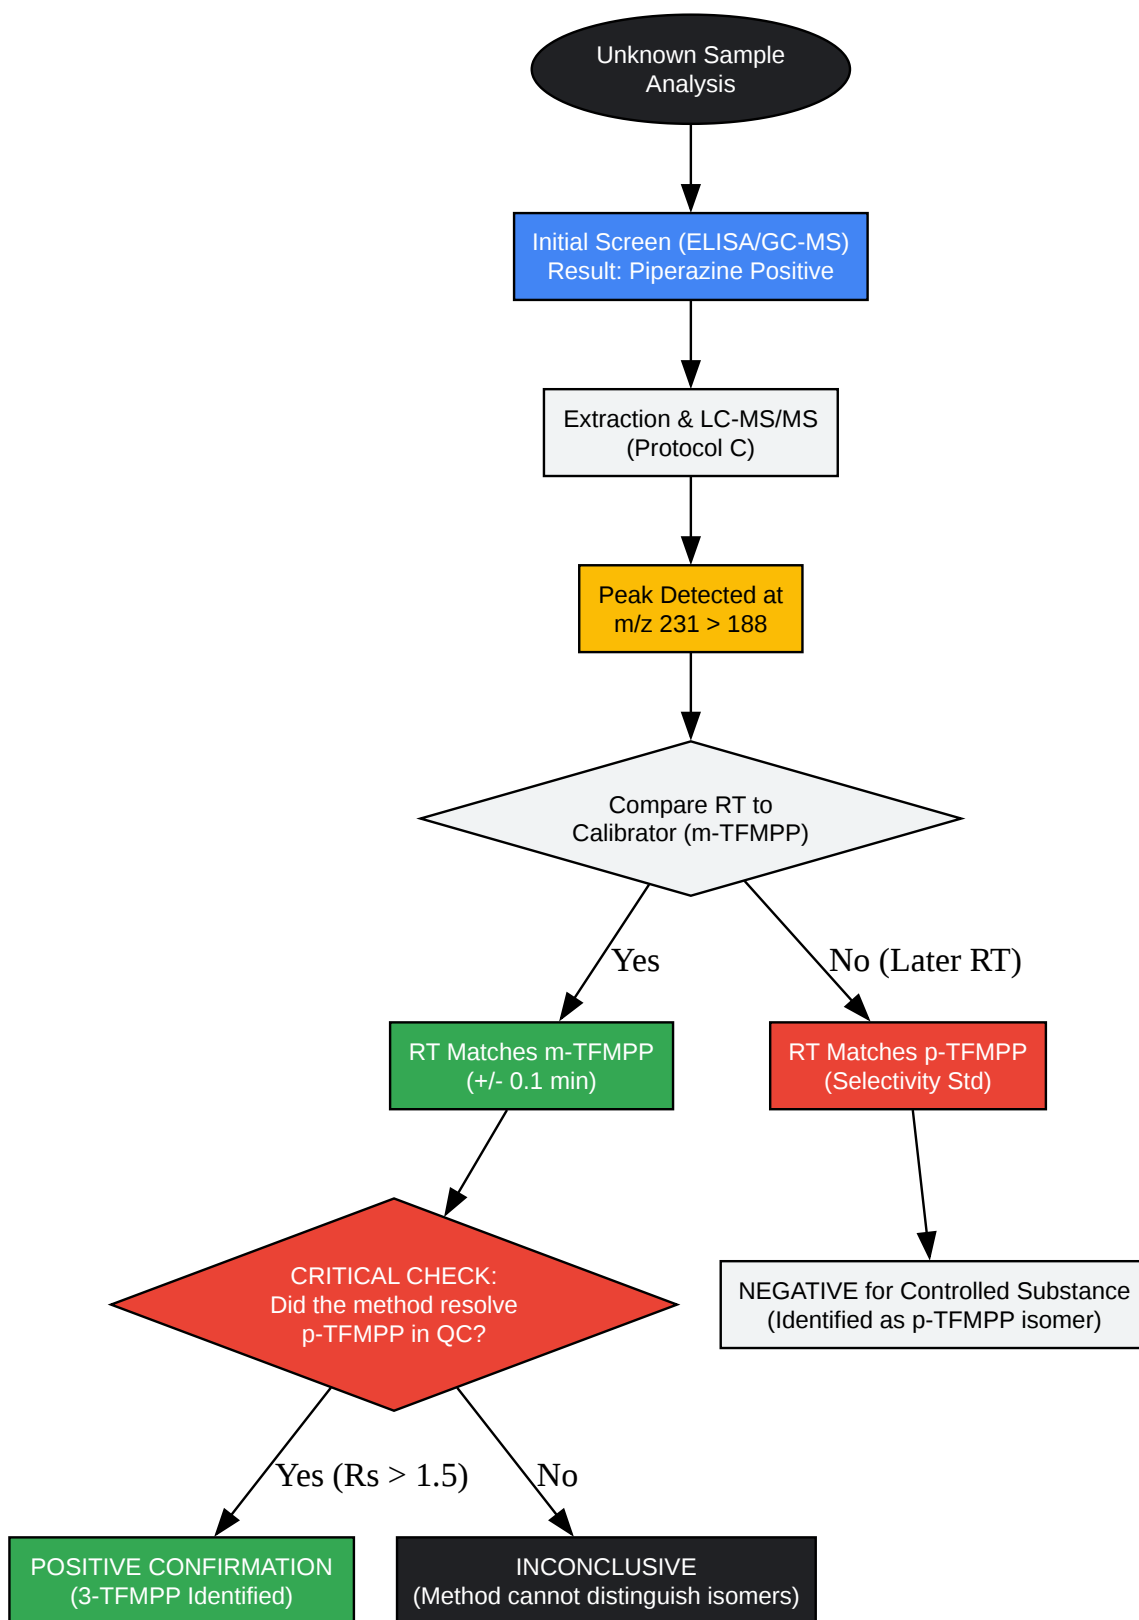 Unknown Sample
Analysis
Initial Screen (ELISA/GC-MS)
Result: Piperazine Positive
Extraction & LC-MS/MS
(Protocol C)
Peak Detected at
m/z 231 > 188
Compare RT to
Calibrator (m-TFMPP)
Yes
No (Later RT)
RT Matches m-TFMPP
(+/- 0.1 min)
RT Matches p-TFMPP
(Selectivity Std)
CRITICAL CHECK:
Did the method resolve
p-TFMPP in QC?
NEGATIVE for Controlled Substance
(Identified as p-TFMPP isomer)
Yes (Rs > 1.5)
No
POSITIVE CONFIRMATION
(3-TFMPP Identified)
INCONCLUSIVE
(Method cannot distinguish isomers)